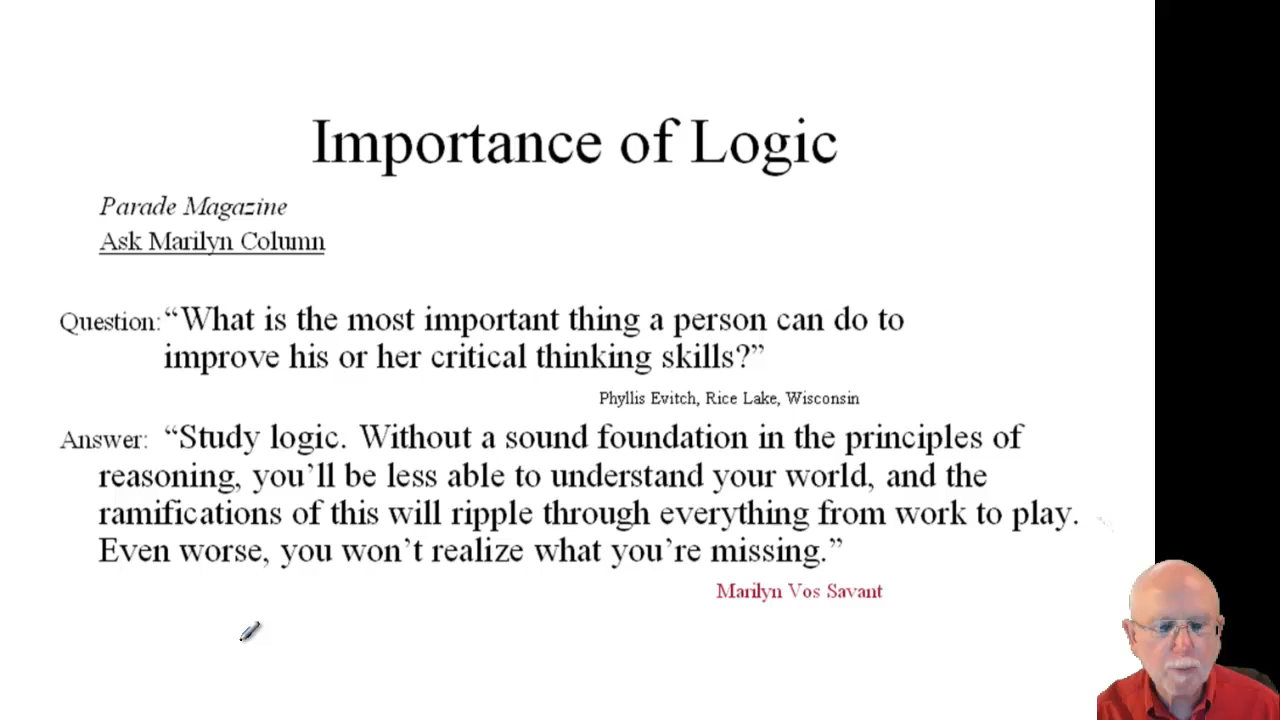 Importance of Logic
Parade Magazine
Ask Marilyn Column
Question: “What is the most important thing a person can do to
improve his or her critical thinking skills?”
Phyllis Evitch, Rice Lake, Wisconsin
Answer: “Study logic. Without a sound foundation in the principles of
reasoning, you’ll be less able to understand your world, and the
ramifications of this will ripple through everything from work to play.
Even worse, you won’t realize what you’re missing.”
Marilyn Vos Savant